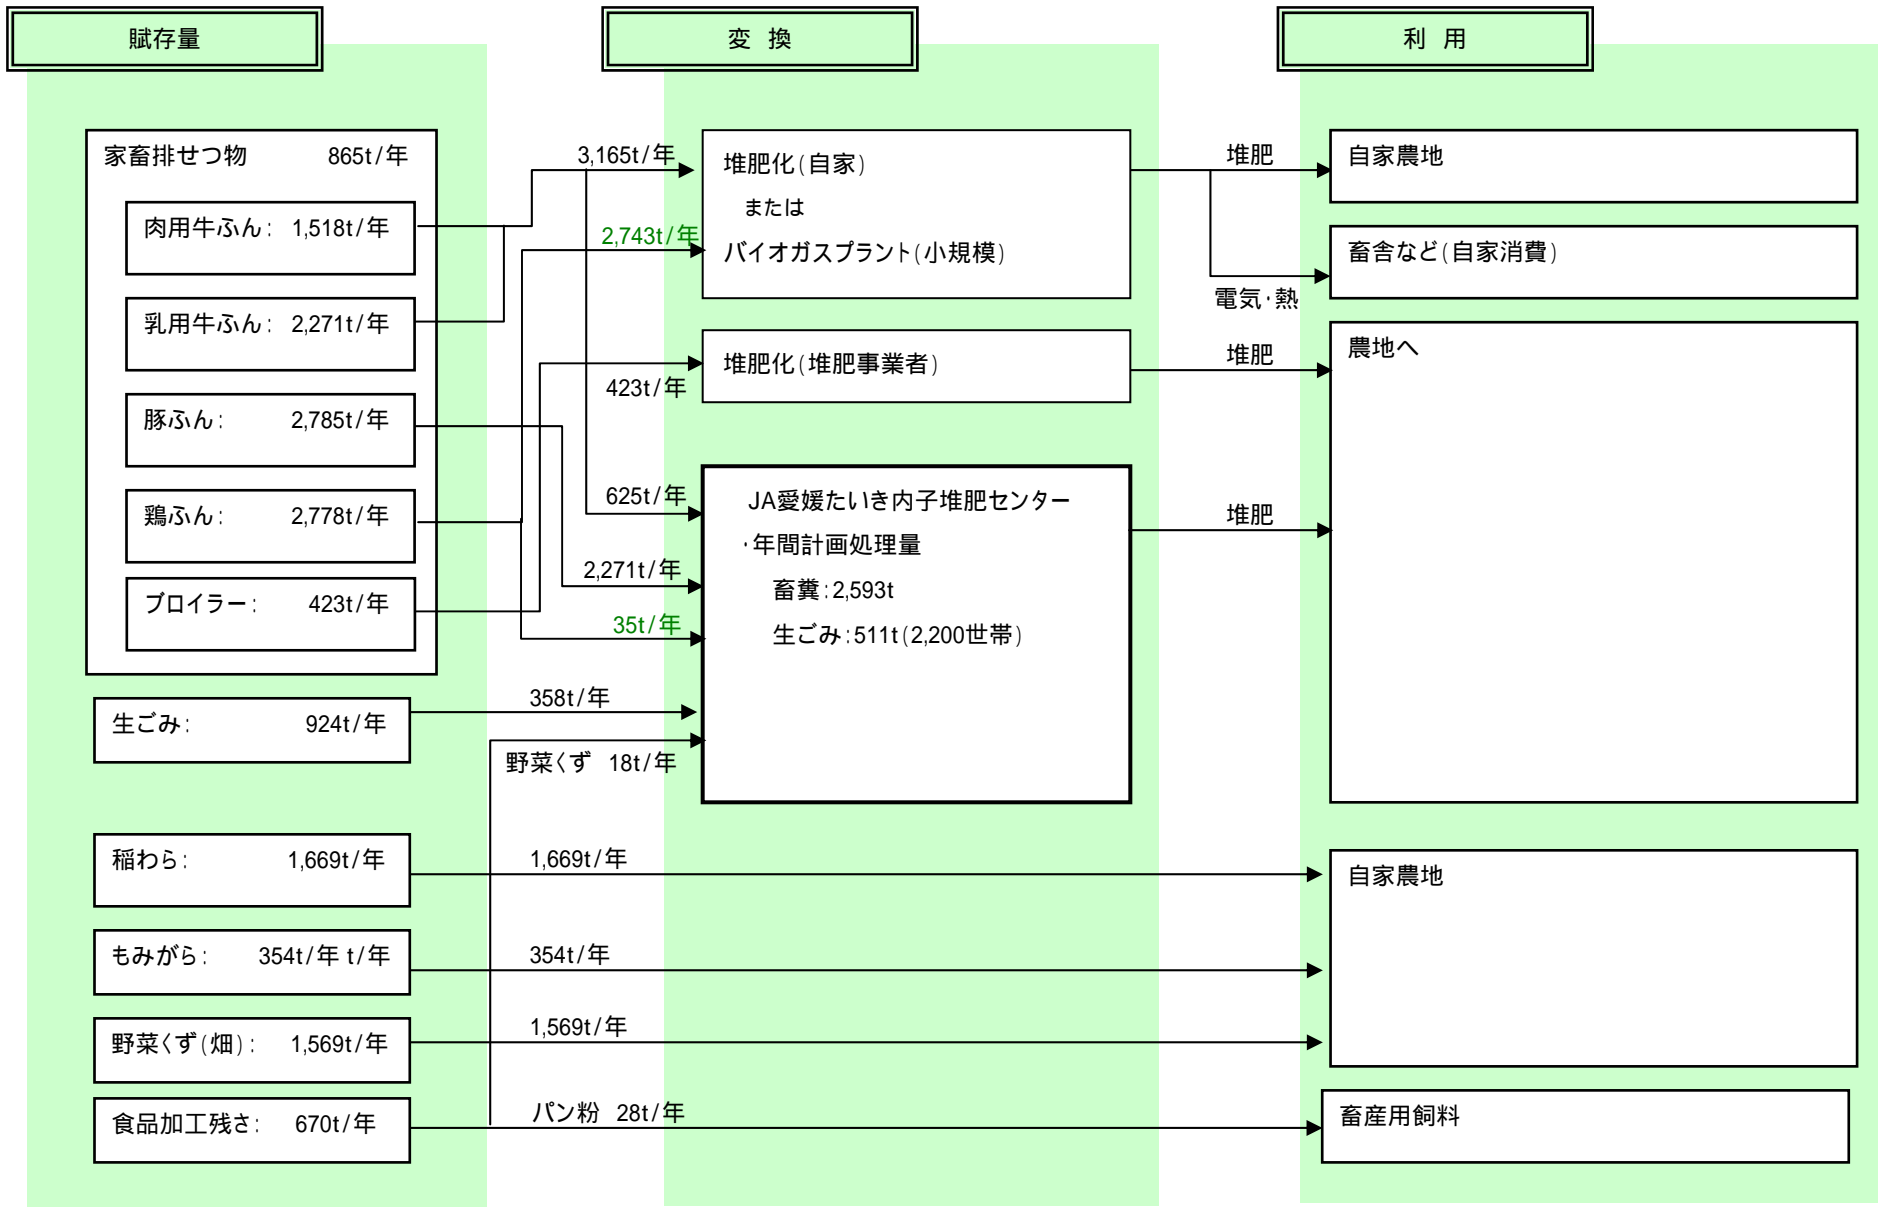 賦存量
変 換
利 用
家畜排せつ物 865t/年
肉用牛ふん: 1,518t/年
乳用牛ふん: 2,271t/年
豚ふん: 2,785t/年
鶏ふん: 2,778t/年
ブロイラー: 423t/年
生ごみ: 924t/年
稲わら: 1,669t/年
もみがら: 354t/年 t/年
野菜くず(畑): 1,569t/年
食品加工残さ: 670t/年
3,165t/年
2,743t/年
423t/年
625t/年
2,271t/年
35t/年
358t/年
野菜くず 18t/年
1,669t/年
354t/年
1,569t/年
パン粉 28t/年
堆肥化(自家)
または
バイオガスプラント(小規模)
堆肥化(堆肥事業者)
JA愛媛たいき内子堆肥センター
・年間計画処理量
畜糞:2,593t
生ごみ:511t(2,200世帯)
堆肥
電気・熱
堆肥
堆肥
自家農地
畜舎など(自家消費)
農地へ
自家農地
畜産用飼料